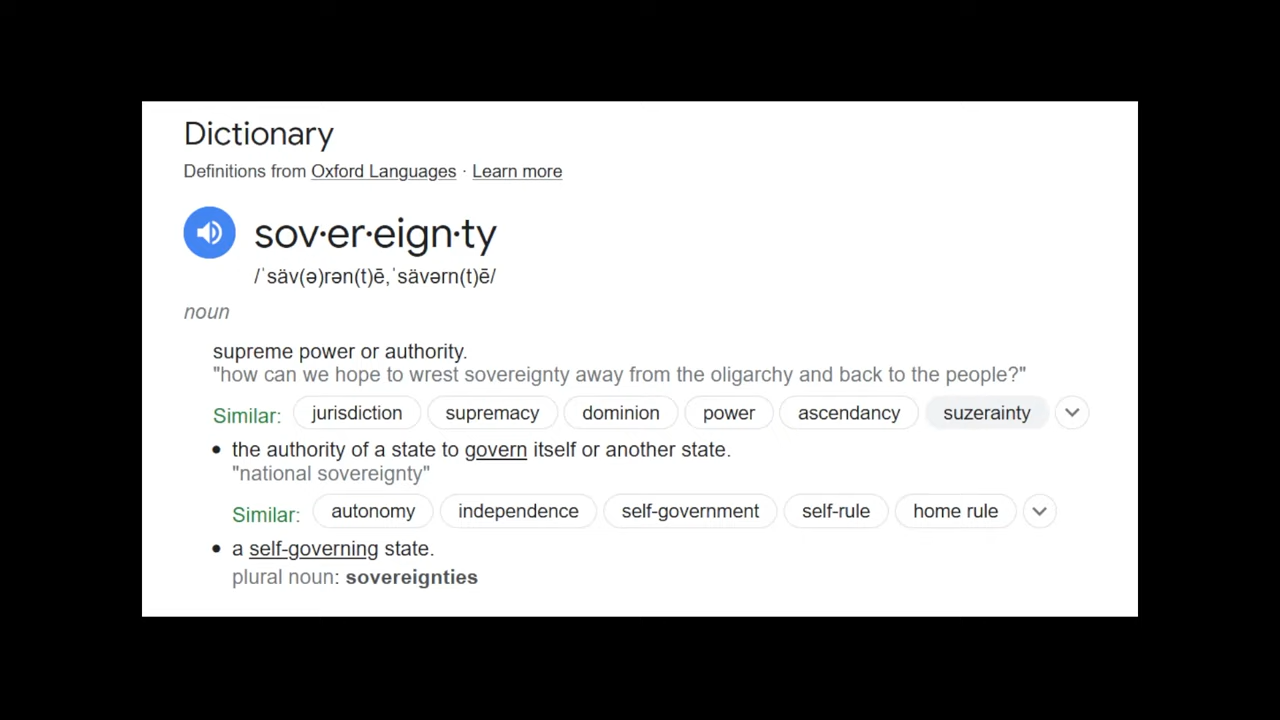 Dictionary
Definitions from Oxford Languages · Learn more
sov·er·eign·ty
/ˈsäv(ə)rən(t)ē,ˈsävərn(t)ē/
noun
supreme power or authority.
"how can we hope to wrest sovereignty away from the oligarchy and back to the people?"
Similar: jurisdiction supremacy dominion power ascendancy suzerainty
• the authority of a state to govern itself or another state.
"national sovereignty"
Similar: autonomy independence self-government self-rule home rule
• a self-governing state.
plural noun: sovereignties